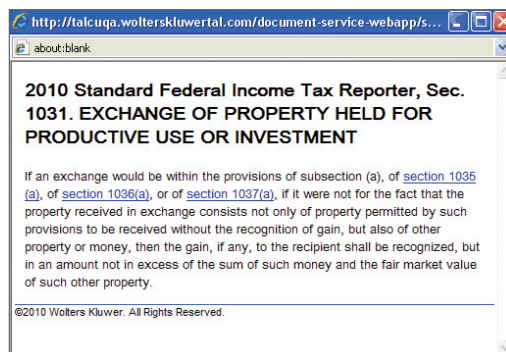 http://talcuqa.wolterskluwertal.com/document-service-webapp/s...
about:blank
2010 Standard Federal Income Tax Reporter, Sec.
1031. EXCHANGE OF PROPERTY HELD FOR
PRODUCTIVE USE OR INVESTMENT
If an exchange would be within the provisions of subsection (a), of section 1035
(a), of section 1036(a), or of section 1037(a), if it were not for the fact that the
property received in exchange consists not only of property permitted by such
provisions to be received without the recognition of gain, but also of other
property or money, then the gain, if any, to the recipient shall be recognized, but
in an amount not in excess of the sum of such money and the fair market value
of such other property.
©2010 Wolters Kluwer. All Rights Reserved.